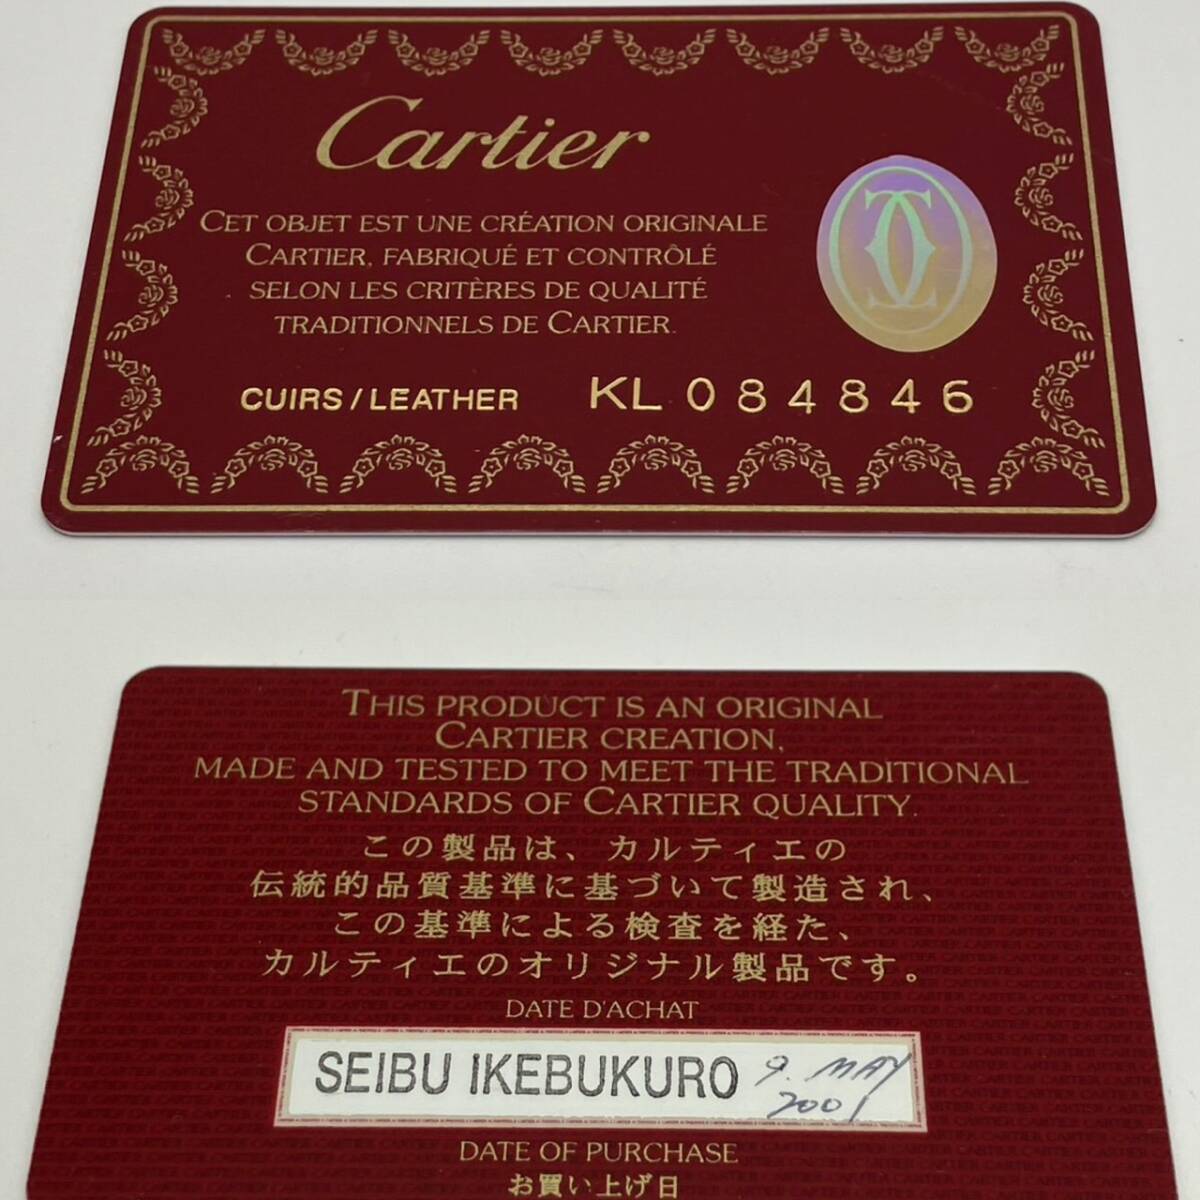 Cartier
CET OBJET EST UNE CRÉATION ORIGINALE
CARTIER, FABRIQUÉ ET CONTRÔLÉ
SELON LES CRITÈRES DE QUALITÉ
TRADITIONNELS DE CARTIER.
CUIRS/LEATHER KL 084846
THIS PRODUCT IS AN ORIGINAL
CARTIER CREATION,
MADE AND TESTED TO MEET THE TRADITIONAL
STANDARDS OF CARTIER QUALITY.
この製品は、カルティエの
伝統的品質基準に基づいて製造され、
この基準による検査を経た、
カルティエのオリジナル製品です。
DATE D'ACHAT
SEIBU IKEBUKURO 9. MAY
2001
DATE OF PURCHASE
お買い上げ日